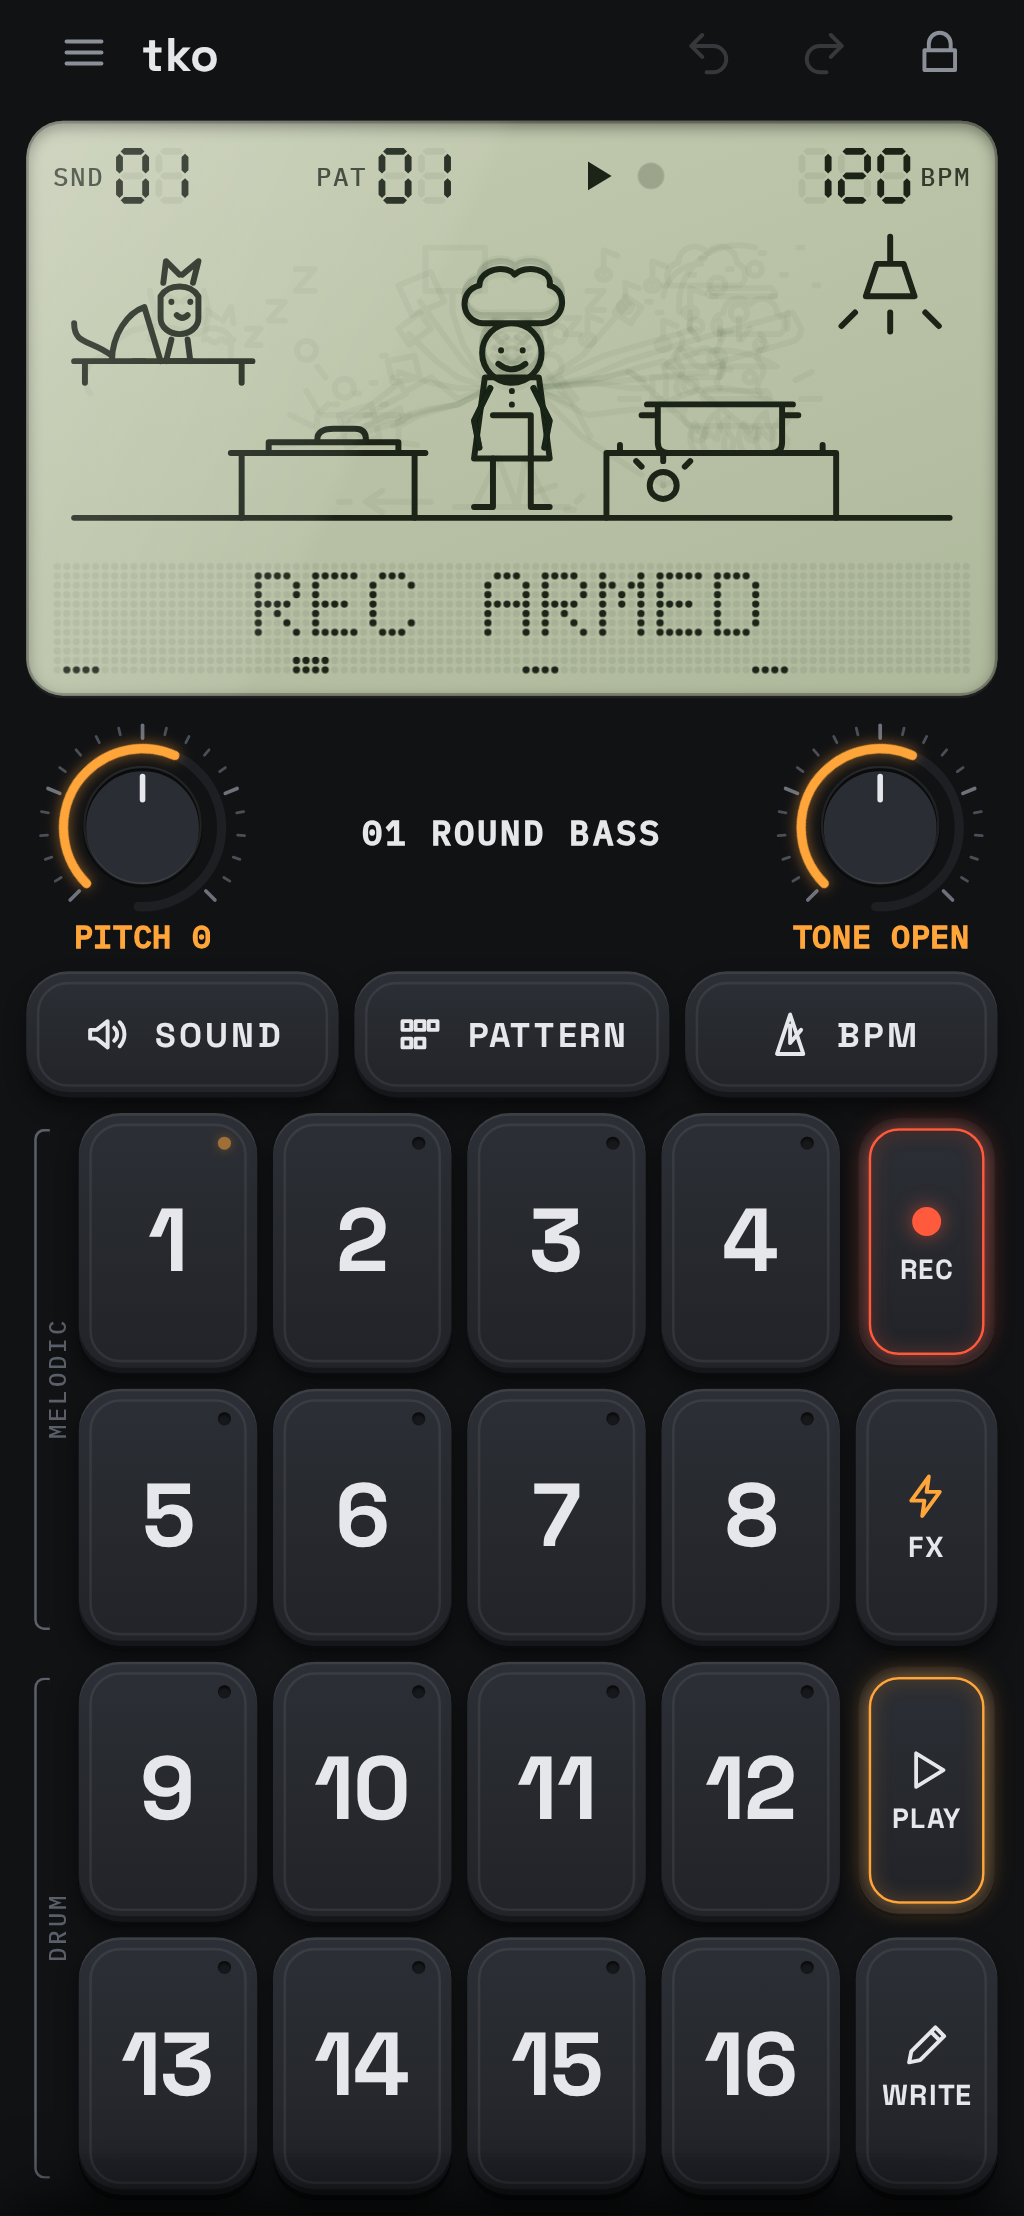 tko
SND 01 PAT 01 120 BPM
z z z
REC ARMED
01 ROUND BASS
PITCH 0 TONE OPEN
SOUND PATTERN BPM
MELODIC
1 2 3 4 REC
5 6 7 8 FX
DRUM
9 10 11 12 PLAY
13 14 15 16 WRITE